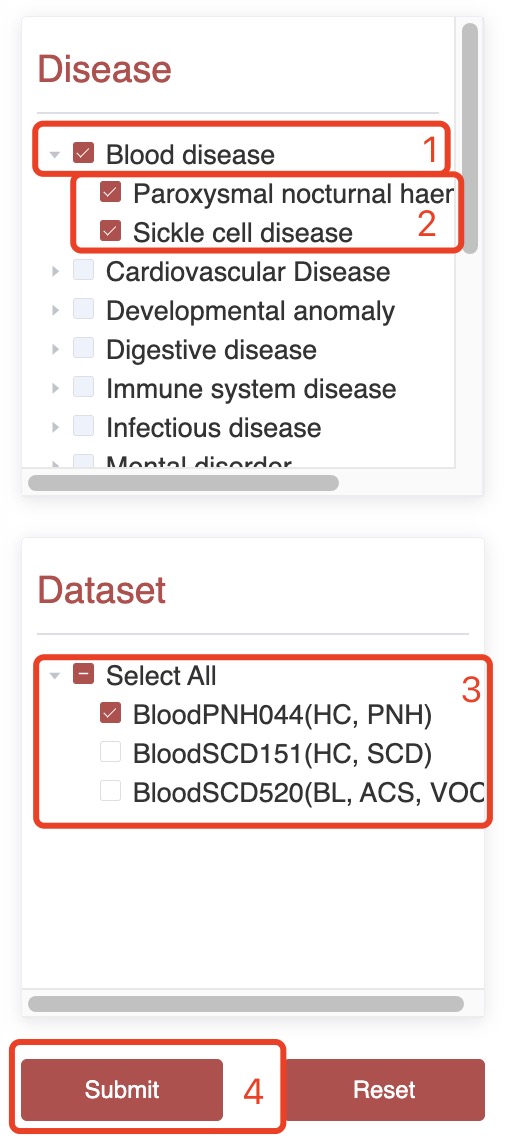 Disease
Blood disease 1
Paroxysmal nocturnal haer
Sickle cell disease 2
Cardiovascular Disease
Developmental anomaly
Digestive disease
Immune system disease
Infectious disease
Mental disorder
Dataset
Select All 3
BloodPNH044(HC, PNH)
BloodSCD151(HC, SCD)
BloodSCD520(BL, ACS, VOC
Submit 4 Reset